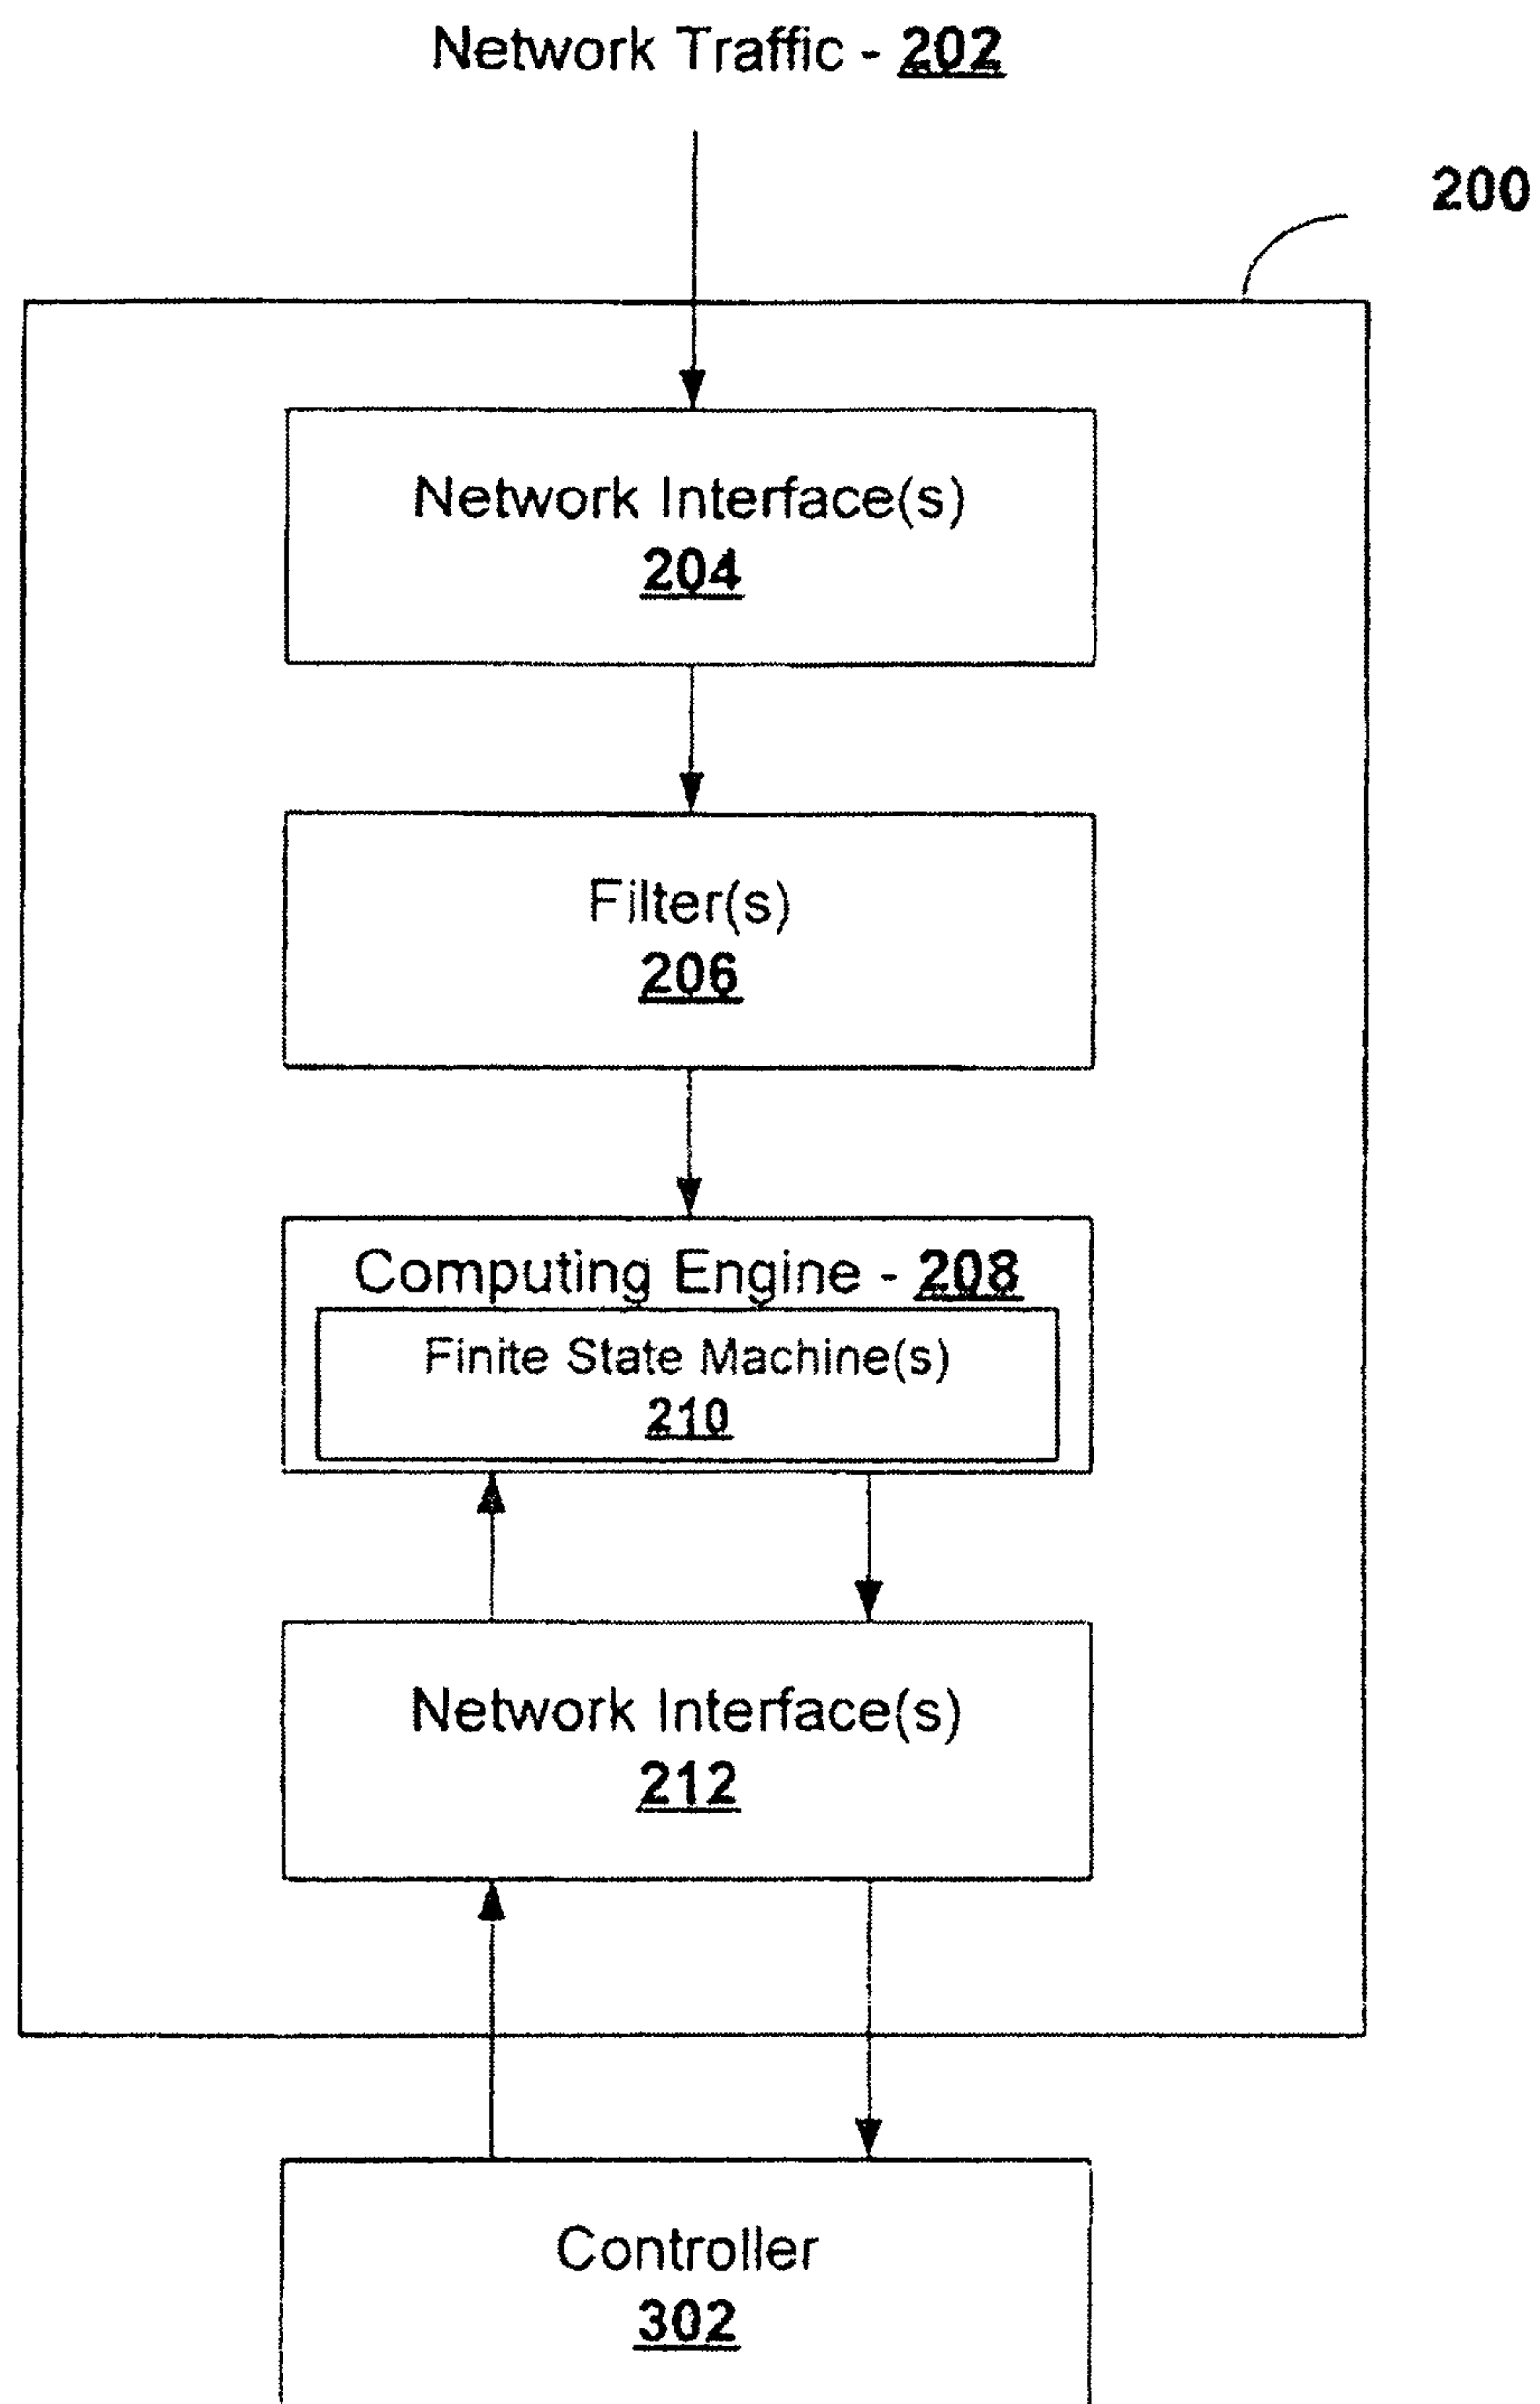 Network Traffic - 202
200
Network Interface(s)
204
Filter(s)
206
Computing Engine - 208
Finite State Machine(s)
210
Network Interface(s)
212
Controller
302